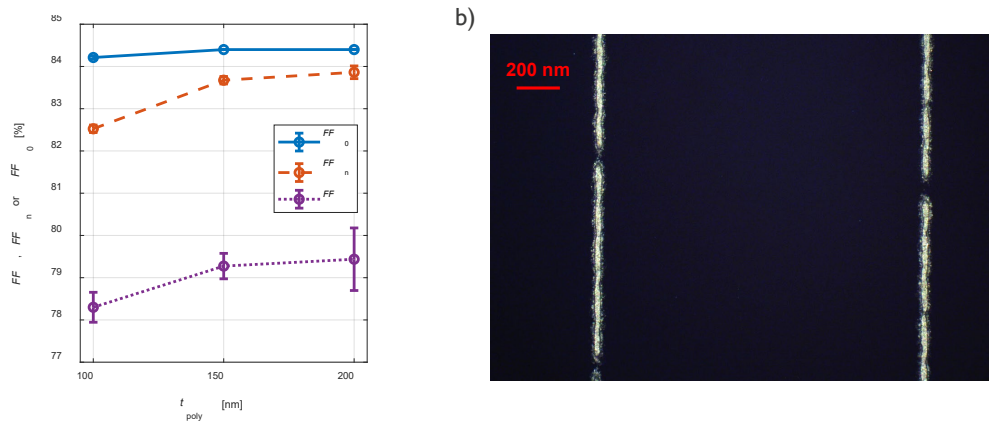 85
84
83
82
81
80
79
78
77
FF , FF n or FF 0 [%]
FF 0
FF n
FF
100 150 200
t poly [nm]
b)
200 nm